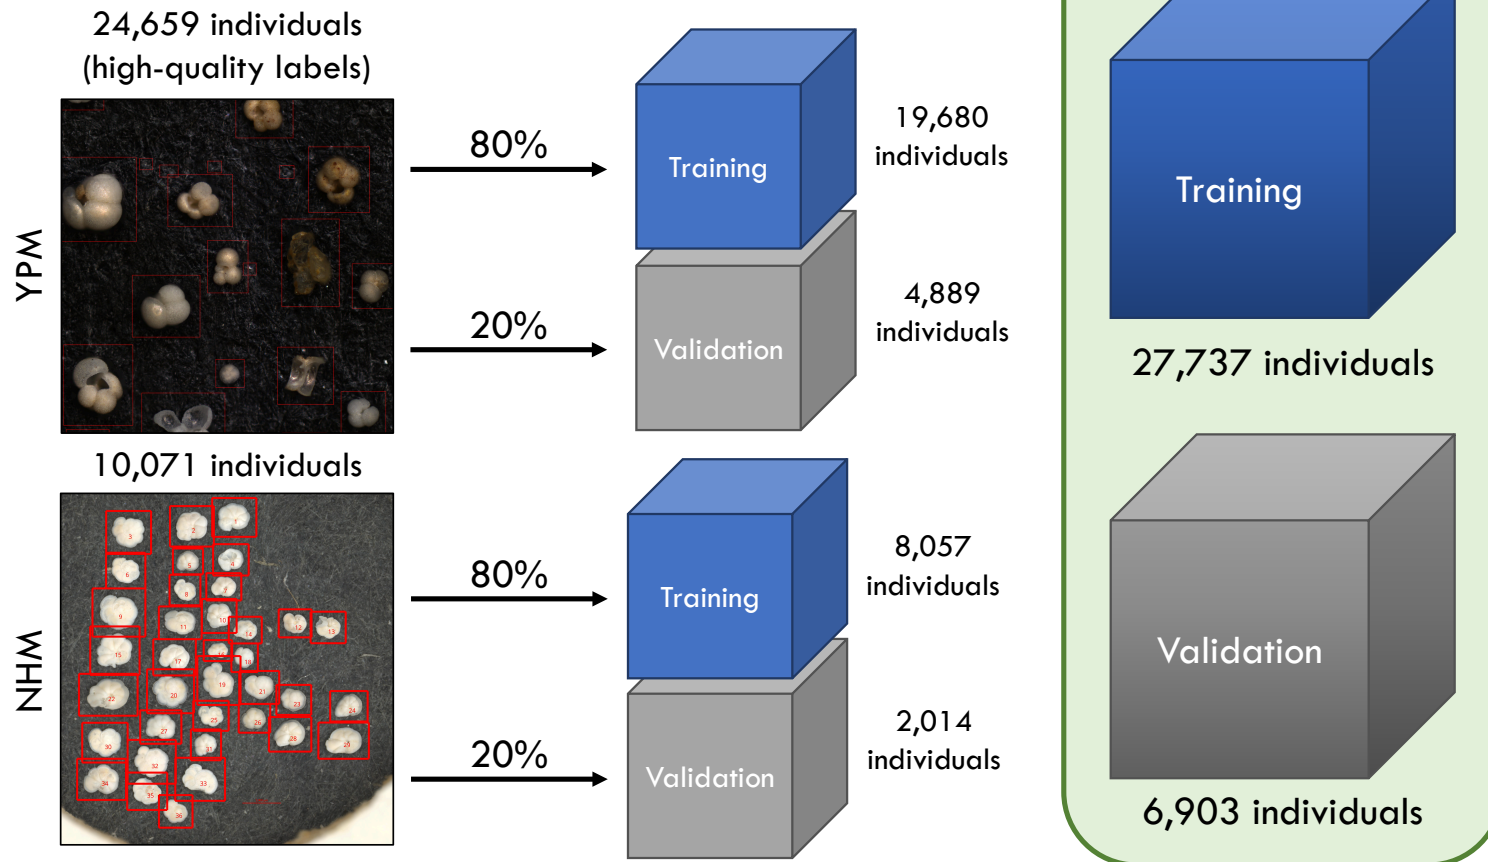 24,659 individuals
(high-quality labels)
YPM
80%
20%
Training
Validation
19,680
individuals
4,889
individuals
10,071 individuals
NHM
80%
20%
Training
Validation
8,057
individuals
2,014
individuals
Training
27,737 individuals
Validation
6,903 individuals